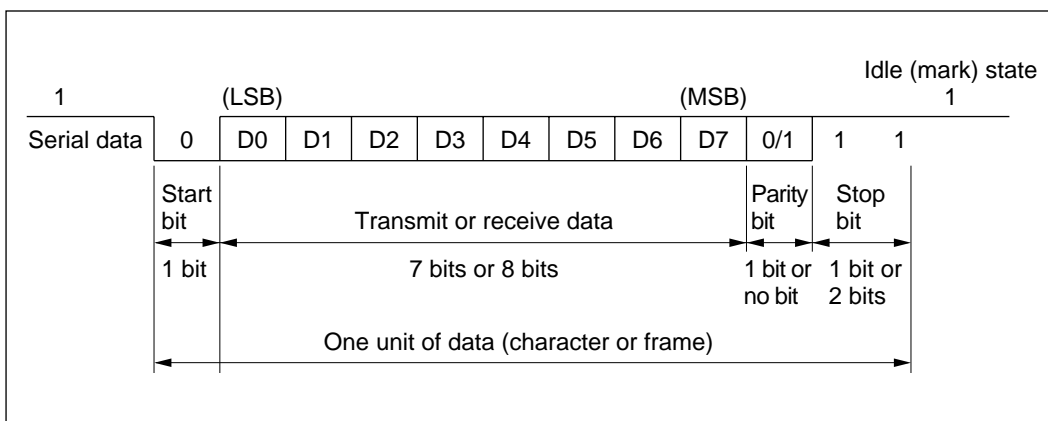 Idle (mark) state
1 (LSB) (MSB) 1
Serial data 0 D0 D1 D2 D3 D4 D5 D6 D7 0/1 1 1
Start bit
Transmit or receive data
Parity bit
Stop bit
1 bit
7 bits or 8 bits
1 bit or no bit
1 bit or 2 bits
One unit of data (character or frame)